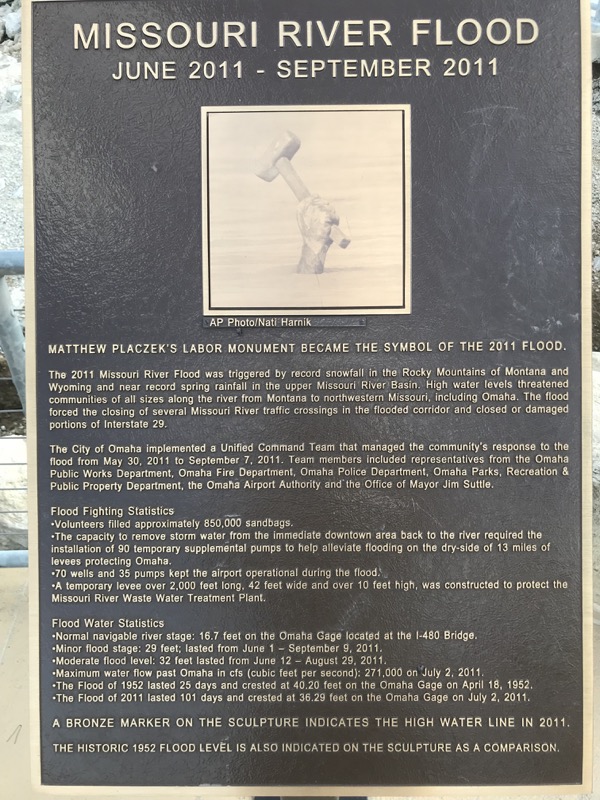 MISSOURI RIVER FLOOD
JUNE 2011 - SEPTEMBER 2011
AP Photo/Nati Harnik
MATTHEW PLACZEK'S LABOR MONUMENT BECAME THE SYMBOL OF THE 2011 FLOOD.
The 2011 Missouri River Flood was triggered by record snowfall in the Rocky Mountains of Montana and
Wyoming and near record spring rainfall in the upper Missouri River Basin. High water levels threatened
communities of all sizes along the river from Montana to northwestern Missouri, including Omaha. The flood
forced the closing of several Missouri River traffic crossings in the flooded corridor and closed or damaged
portions of Interstate 29.
The City of Omaha implemented a Unified Command Team that managed the community's response to the
flood from May 30, 2011 to September 7, 2011. Team members included representatives from the Omaha
Public Works Department, Omaha Fire Department, Omaha Police Department, Omaha Parks, Recreation &
Public Property Department, the Omaha Airport Authority and the Office of Mayor Jim Suttle.
Flood Fighting Statistics
•Volunteers filled approximately 850,000 sandbags.
•The capacity to remove storm water from the immediate downtown area back to the river required the
installation of 90 temporary supplemental pumps to help alleviate flooding on the dry-side of 13 miles of
levees protecting Omaha.
•70 wells and 35 pumps kept the airport operational during the flood.
•A temporary levee over 2,000 feet long, 42 feet wide and over 10 feet high, was constructed to protect the
Missouri River Waste Water Treatment Plant.
Flood Water Statistics
•Normal navigable river stage: 16.7 feet on the Omaha Gage located at the I-480 Bridge.
•Minor flood stage: 29 feet; lasted from June 1 – September 9, 2011.
•Moderate flood level: 32 feet lasted from June 12 – August 29, 2011.
•Maximum water flow past Omaha in cfs (cubic feet per second): 271,000 on July 2, 2011.
•The Flood of 1952 lasted 25 days and crested at 40.20 feet on the Omaha Gage on April 18, 1952.
•The Flood of 2011 lasted 101 days and crested at 36.29 feet on the Omaha Gage on July 2, 2011.
A BRONZE MARKER ON THE SCULPTURE INDICATES THE HIGH WATER LINE IN 2011.
THE HISTORIC 1952 FLOOD LEVEL IS ALSO INDICATED ON THE SCULPTURE AS A COMPARISON.